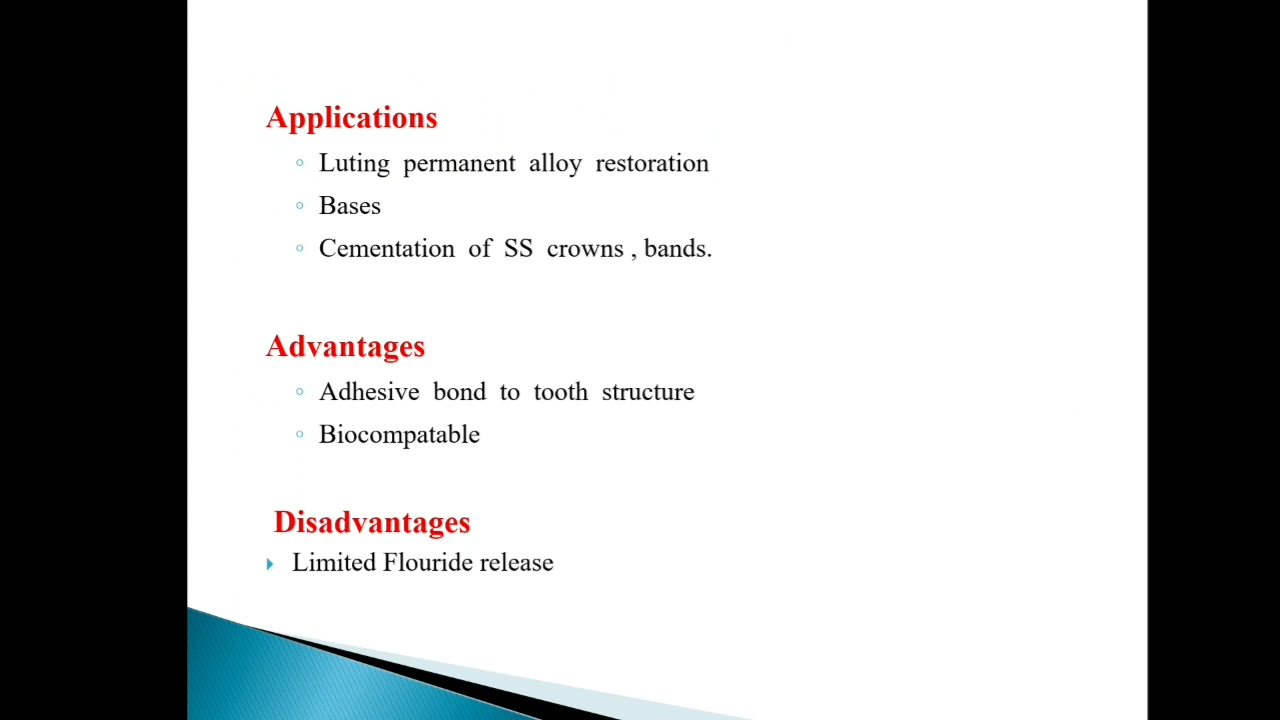 Applications
Luting permanent alloy restoration
Bases
Cementation of SS crowns , bands.
Advantages
Adhesive bond to tooth structure
Biocompatable
Disadvantages
Limited Flouride release